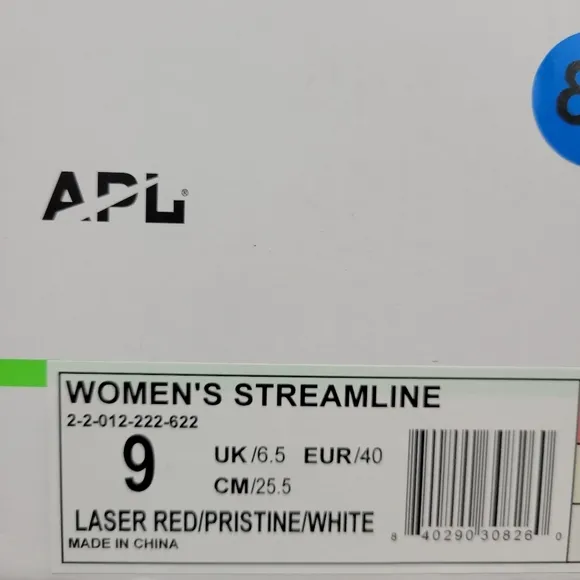 8
APL®
WOMEN'S STREAMLINE
2-2-012-222-622
9
UK/6.5 EUR/40
CM/25.5
LASER RED/PRISTINE/WHITE
MADE IN CHINA
8 40290 30826 0